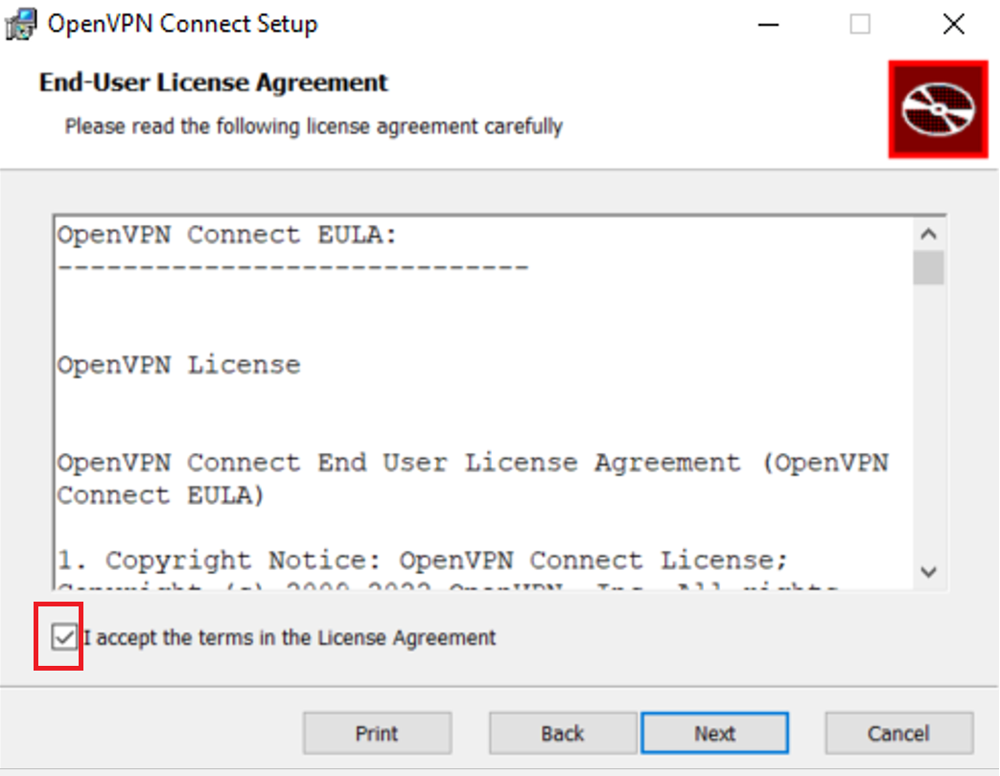 OpenVPN Connect Setup
End-User License Agreement
Please read the following license agreement carefully
OpenVPN Connect EULA:
-----------------------------
OpenVPN License
OpenVPN Connect End User License Agreement (OpenVPN
Connect EULA)
1. Copyright Notice: OpenVPN Connect License;
I accept the terms in the License Agreement
Print Back Next Cancel